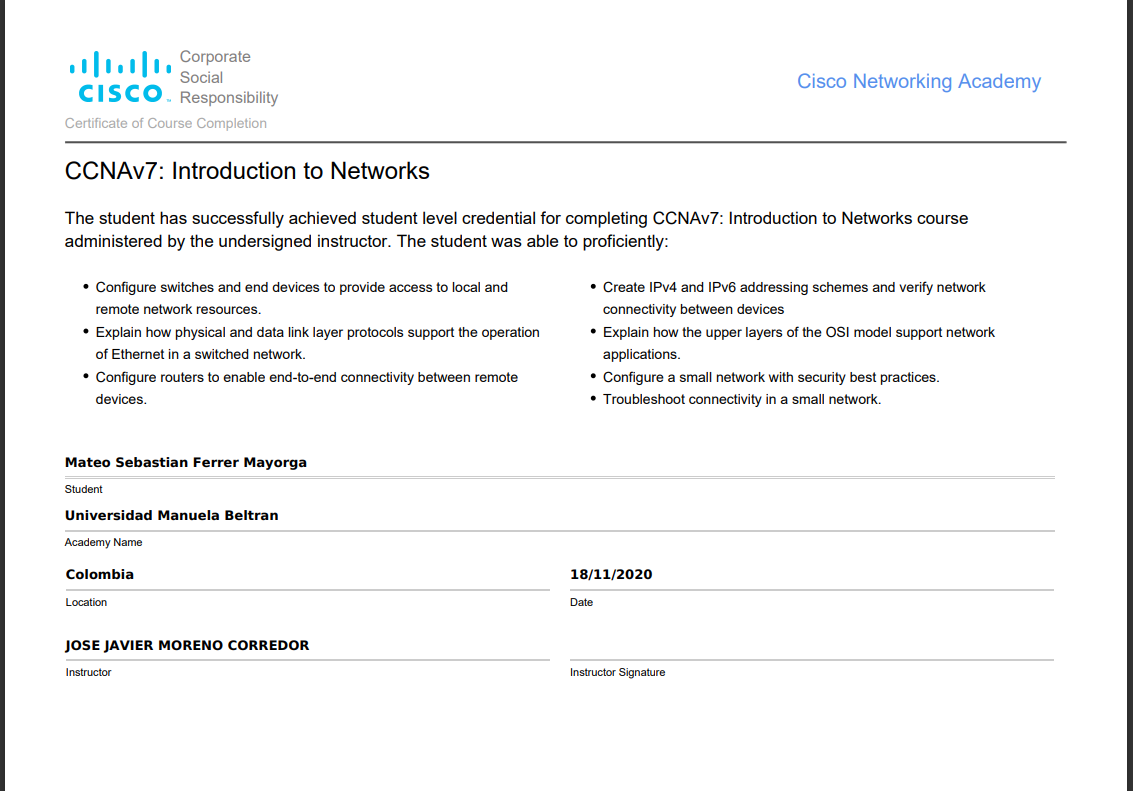 Corporate
Social
Responsibility
CISCO
Cisco Networking Academy
Certificate of Course Completion
CCNAv7: Introduction to Networks
The student has successfully achieved student level credential for completing CCNAv7: Introduction to Networks course
administered by the undersigned instructor. The student was able to proficiently:
• Configure switches and end devices to provide access to local and
remote network resources.
• Explain how physical and data link layer protocols support the operation
of Ethernet in a switched network.
• Configure routers to enable end-to-end connectivity between remote
devices.
• Create IPv4 and IPv6 addressing schemes and verify network
connectivity between devices
• Explain how the upper layers of the OSI model support network
applications.
• Configure a small network with security best practices.
• Troubleshoot connectivity in a small network.
Mateo Sebastian Ferrer Mayorga
Student
Universidad Manuela Beltran
Academy Name
Colombia
Location
18/11/2020
Date
JOSE JAVIER MORENO CORREDOR
Instructor
Instructor Signature